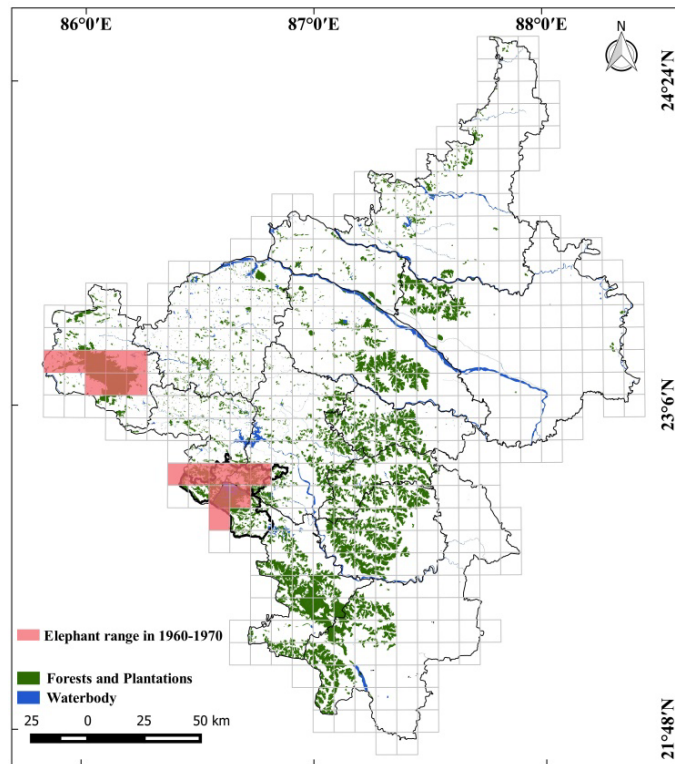 86°0′E 87°0′E 88°0′E
N
24°24′N
23°6′N
21°48′N
Elephant range in 1960-1970
Forests and Plantations
Waterbody
25 0 25 50 km